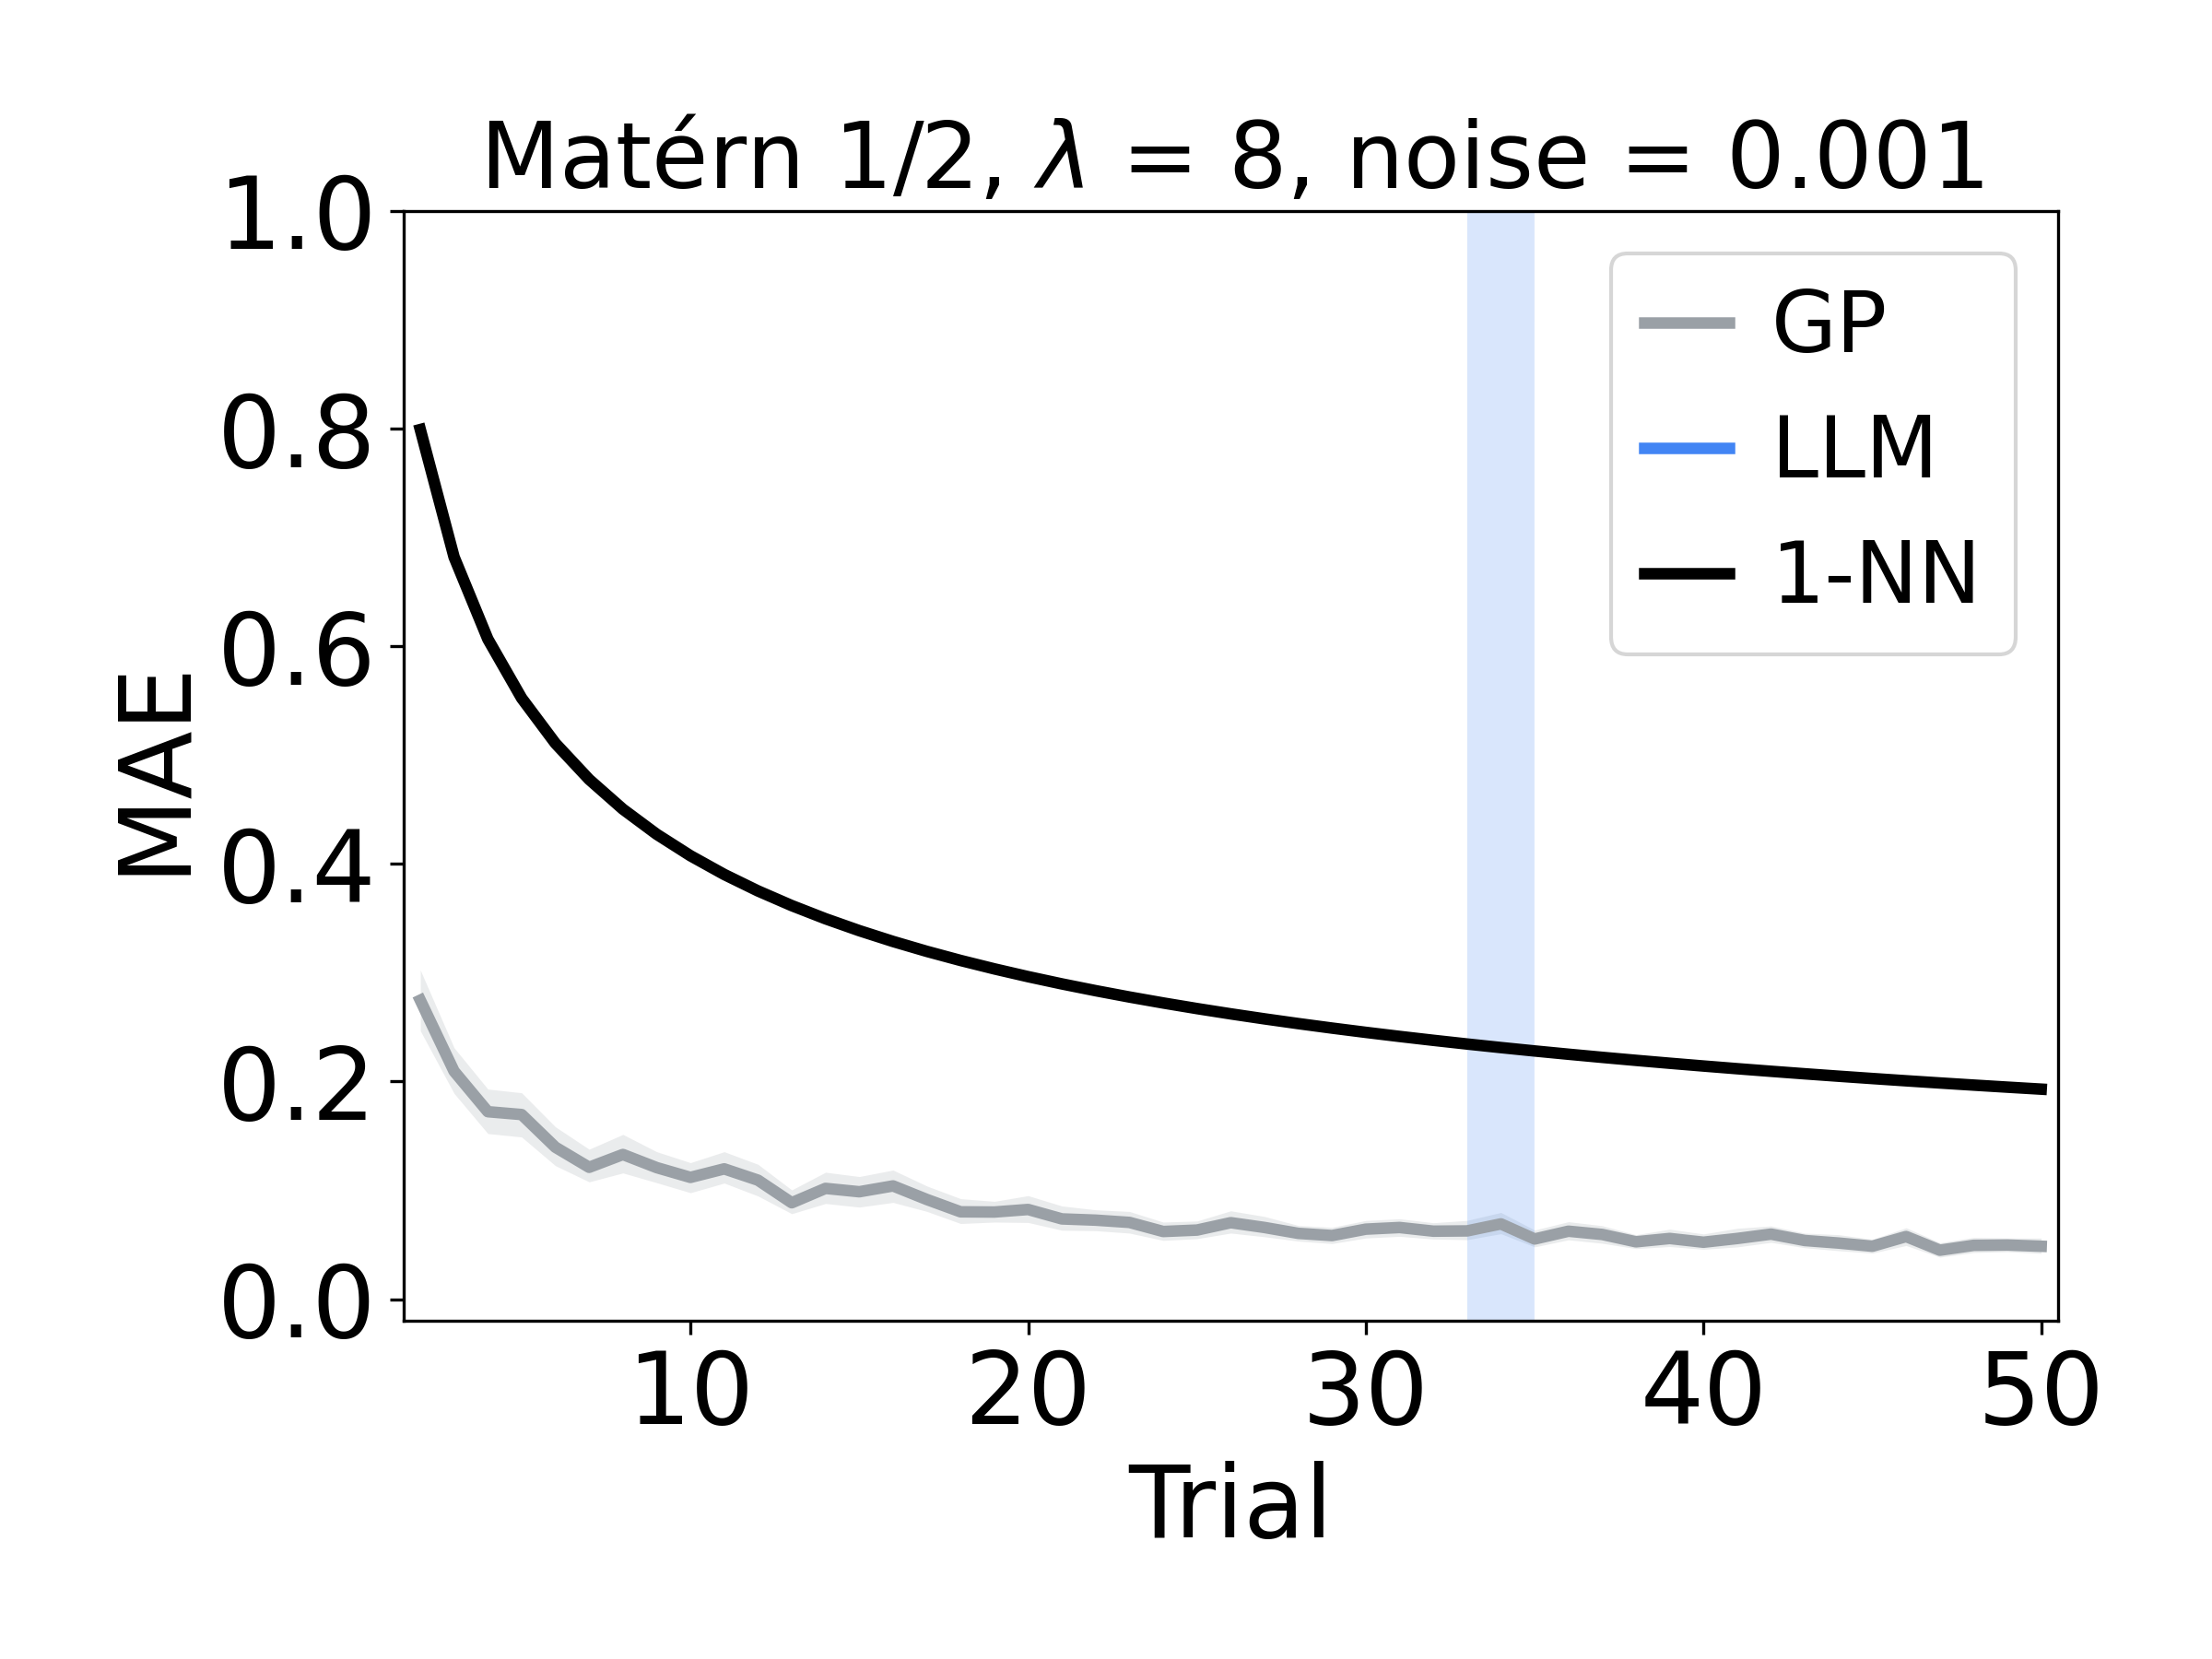 Matérn 1/2, λ = 8, noise = 0.001
1.0
0.8
0.6
0.4
0.2
0.0
MAE
GP
LLM
1-NN
10 20 30 40 50
Trial